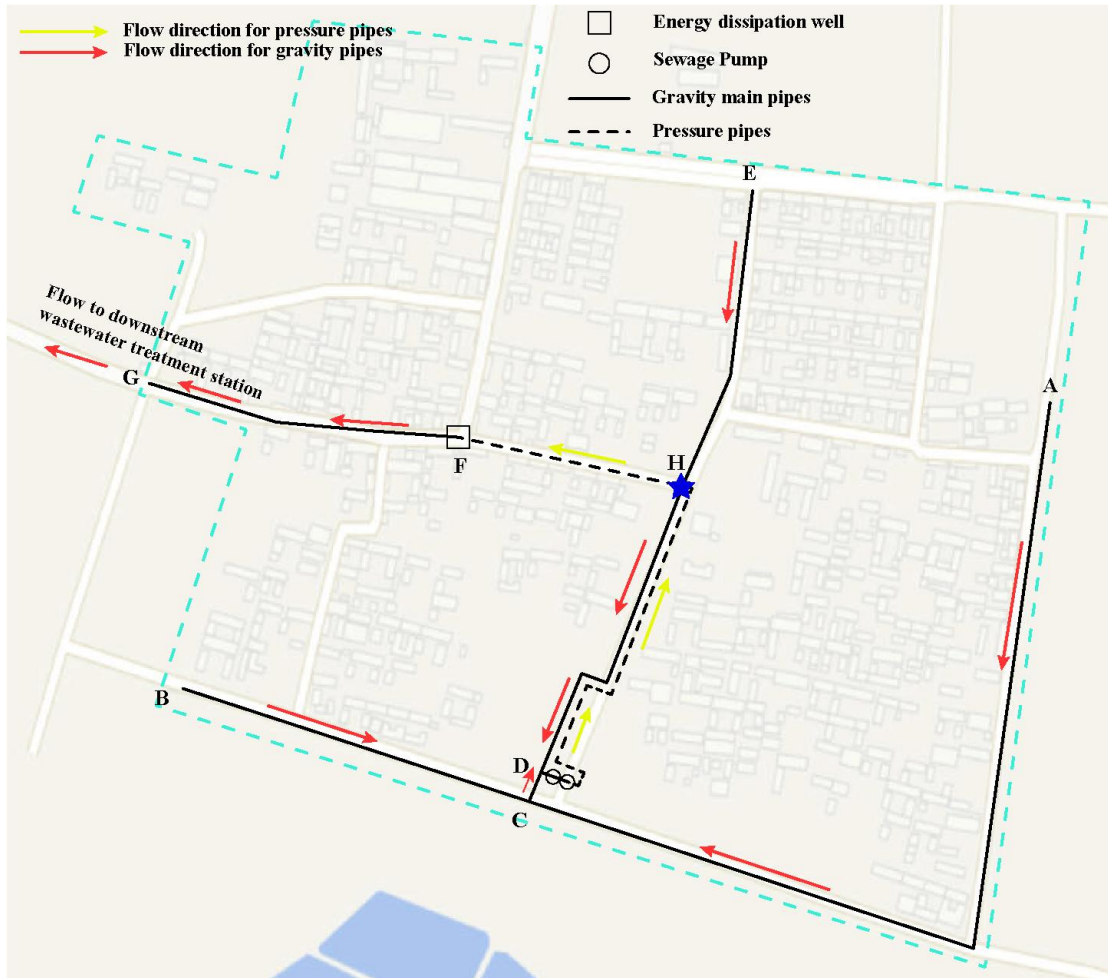 Flow direction for pressure pipes
Flow direction for gravity pipes
Energy dissipation well
Sewage Pump
Gravity main pipes
Pressure pipes
E
A
Flow to downstream
wastewater treatment station
G
F
H
B
D
C